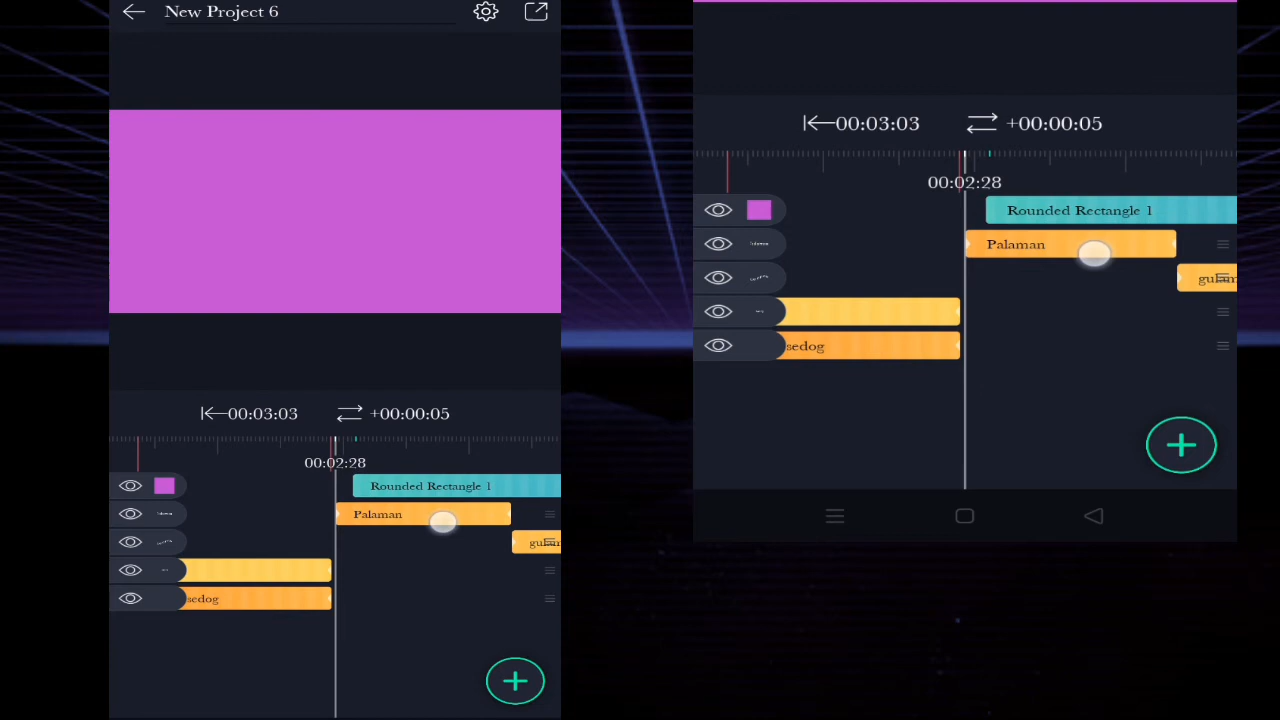 New Project 6
00:03:03 +00:00:05
00:02:28
Rounded Rectangle 1
Palaman
gulam
sedog
00:03:03 +00:00:05
00:02:28
Rounded Rectangle 1
Palaman
sedog